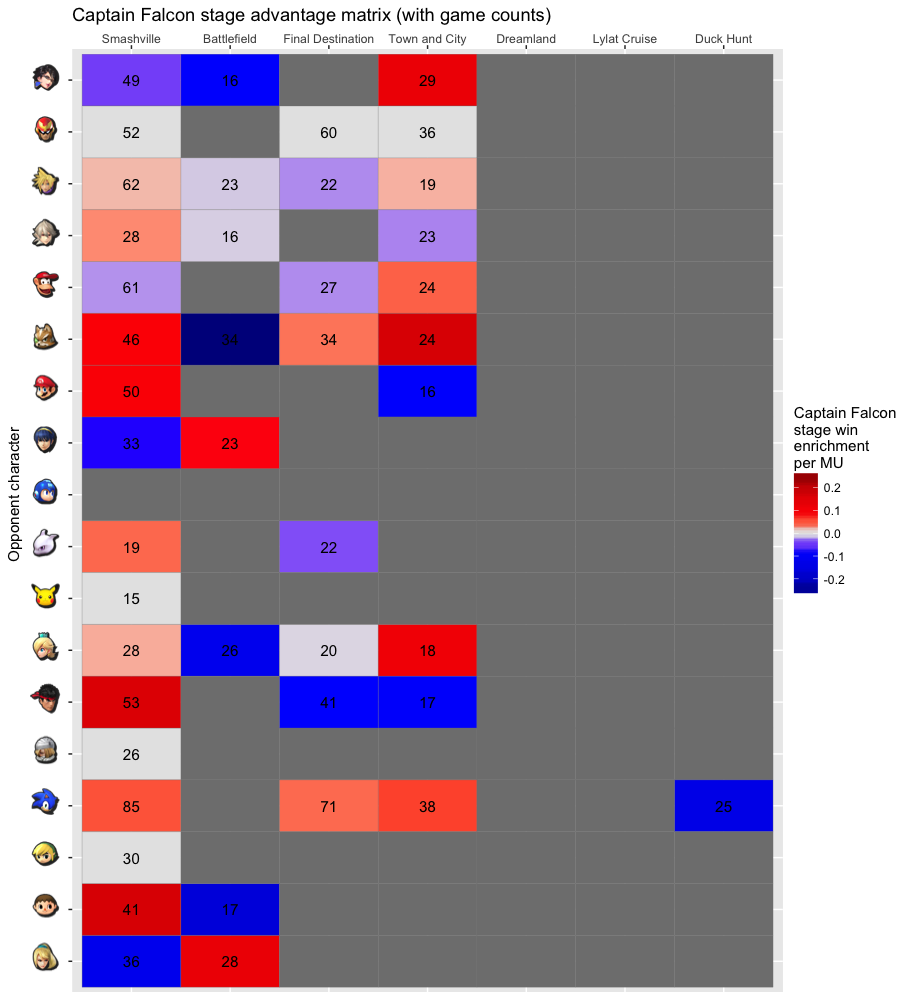 Captain Falcon stage advantage matrix (with game counts)
Smashville Battlefield Final Destination Town and City Dreamland Lylat Cruise Duck Hunt
49 16 29
52 60 36
62 23 22 19
28 16 23
61 27 24
46 34 34 24
50 16
33 23
19 22
15
28 26 20 18
53 41 17
26
85 71 38 25
30
41 17
36 28
Opponent character
Captain Falcon
stage win
enrichment
per MU
0.2
0.1
0.0
-0.1
-0.2